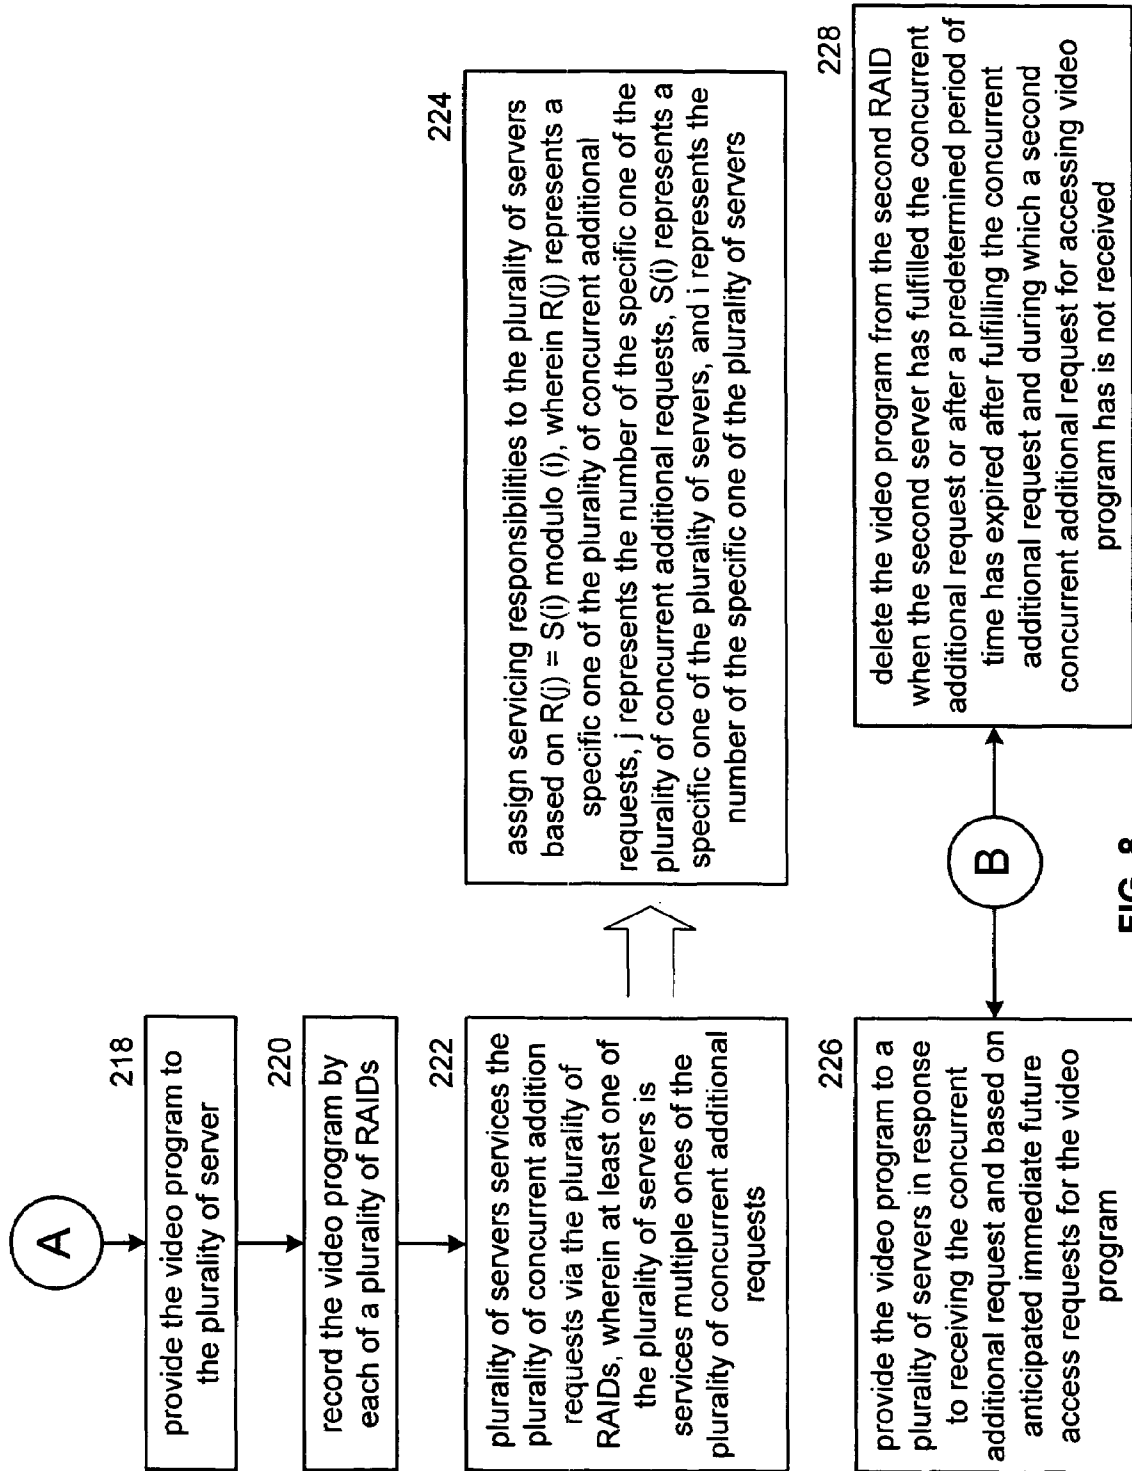 A
218
provide the video program to
the plurality of server
220
record the video program by
each of a plurality of RAIDs
222
plurality of servers services the
plurality of concurrent addition
requests via the plurality of
RAIDs, wherein at least one of
the plurality of servers is
services multiple ones of the
plurality of concurrent additional
requests
224
assign servicing responsibilities to the plurality of servers
based on R(j) = S(i) modulo (i), wherein R(j) represents a
specific one of the plurality of concurrent additional
requests, j represents the number of the specific one of the
plurality of concurrent additional requests, S(i) represents a
specific one of the plurality of servers, and i represents the
number of the specific one of the plurality of servers
226
provide the video program to a
plurality of servers in response
to receiving the concurrent
additional request and based on
anticipated immediate future
access requests for the video
program
B
228
delete the video program from the second RAID
when the second server has fulfilled the concurrent
additional request or after a predetermined period of
time has expired after fulfilling the concurrent
additional request and during which a second
concurrent additional request for accessing video
program has is not received
FIG. 8